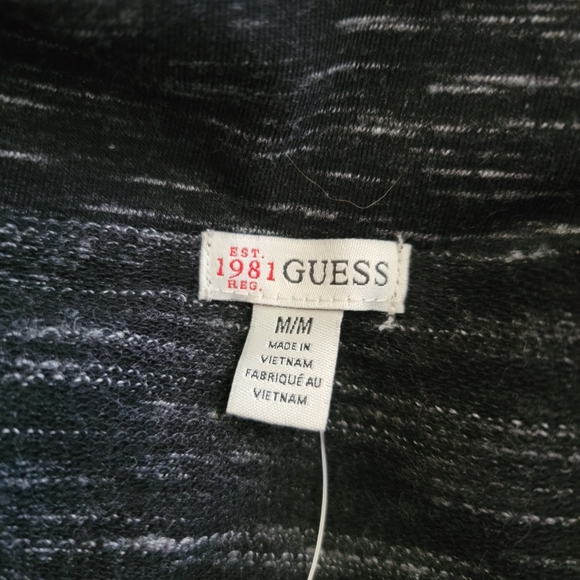 EST.
1981 GUESS
REG.
M/M
MADE IN
VIETNAM
FABRIQUÉ AU
VIETNAM